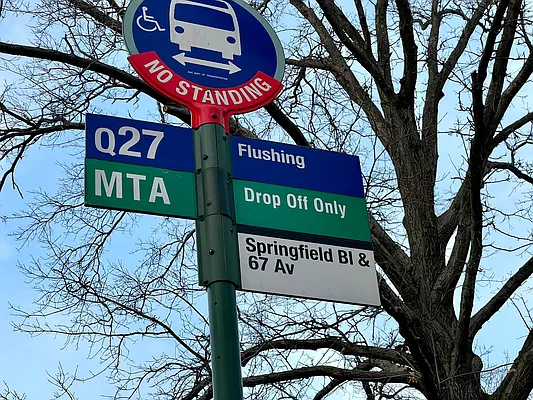 NO STANDING
Q27
MTA
Flushing
Drop Off Only
Springfield Bl &
67 Av